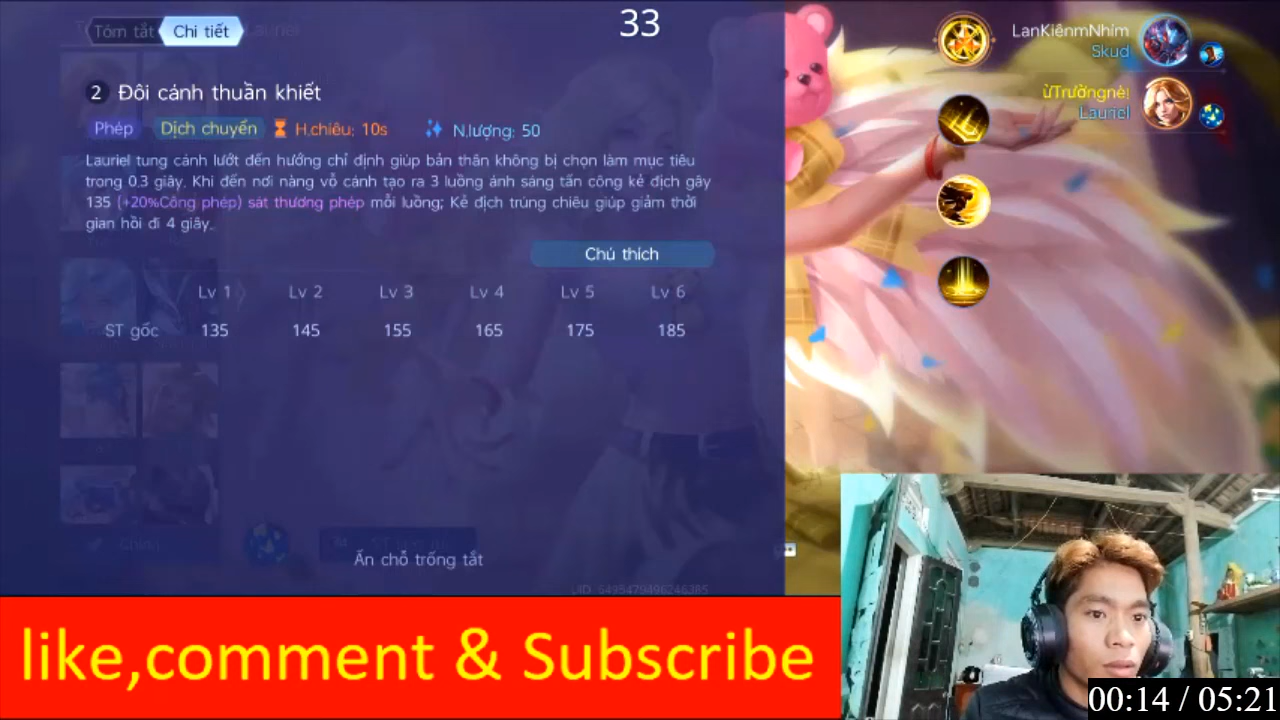 Tóm tắt Chi tiết
33
LanKiênmNhím
Skud
ừTrườngnè!
Lauriel
2 Đôi cánh thuần khiết
Phép Dịch chuyển H.chiêu: 10s N.lượng: 50
Lauriel tung cánh lướt đến hướng chỉ định giúp bản thân không bị chọn làm mục tiêu
trong 0.3 giây. Khi đến nơi nàng vỗ cánh tạo ra 3 luồng ánh sáng tấn công kẻ địch gây
135 (+20%Công phép) sát thương phép mỗi luồng; Kẻ địch trúng chiêu giúp giảm thời
gian hồi đi 4 giây.
Chú thích
Lv 1 Lv 2 Lv 3 Lv 4 Lv 5 Lv 6
ST gốc 135 145 155 165 175 185
Ấn chỗ trống tắt
like,comment & Subscribe
00:14 / 05:21